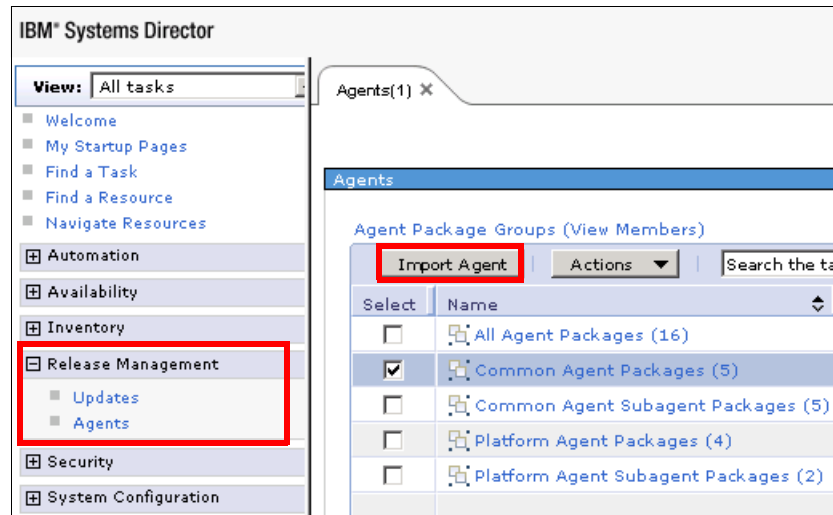 IBM® Systems Director
View: All tasks
Welcome
My Startup Pages
Find a Task
Find a Resource
Navigate Resources
Automation
Availability
Inventory
Release Management
Updates
Agents
Security
System Configuration
Agents(1)
Agents
Agent Package Groups (View Members)
Import Agent Actions Search the ta
Select Name
All Agent Packages (16)
Common Agent Packages (5)
Common Agent Subagent Packages (5)
Platform Agent Packages (4)
Platform Agent Subagent Packages (2)